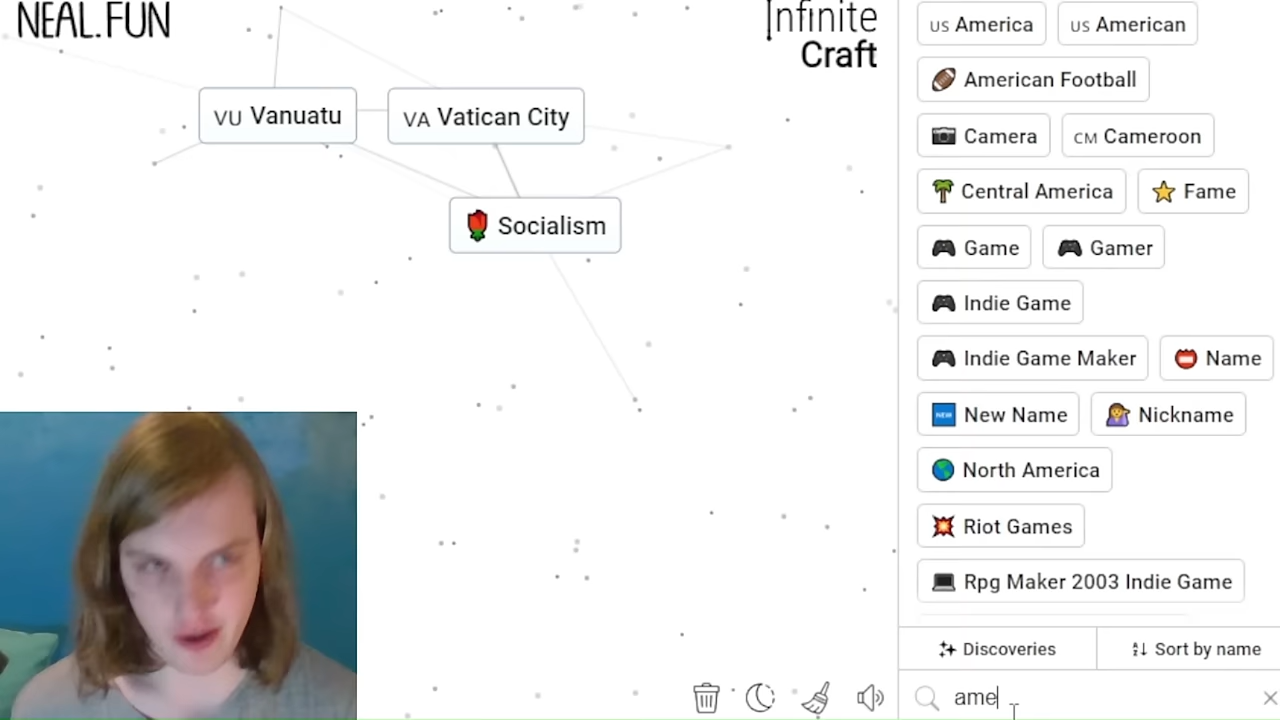 NEAL.FUN
Infinite
Craft
VU Vanuatu
VA Vatican City
Socialism
US America
US American
American Football
Camera
CM Cameroon
Central America
Fame
Game
Gamer
Indie Game
Indie Game Maker
Name
NEW New Name
Nickname
North America
Riot Games
Rpg Maker 2003 Indie Game
Discoveries
Sort by name
ame